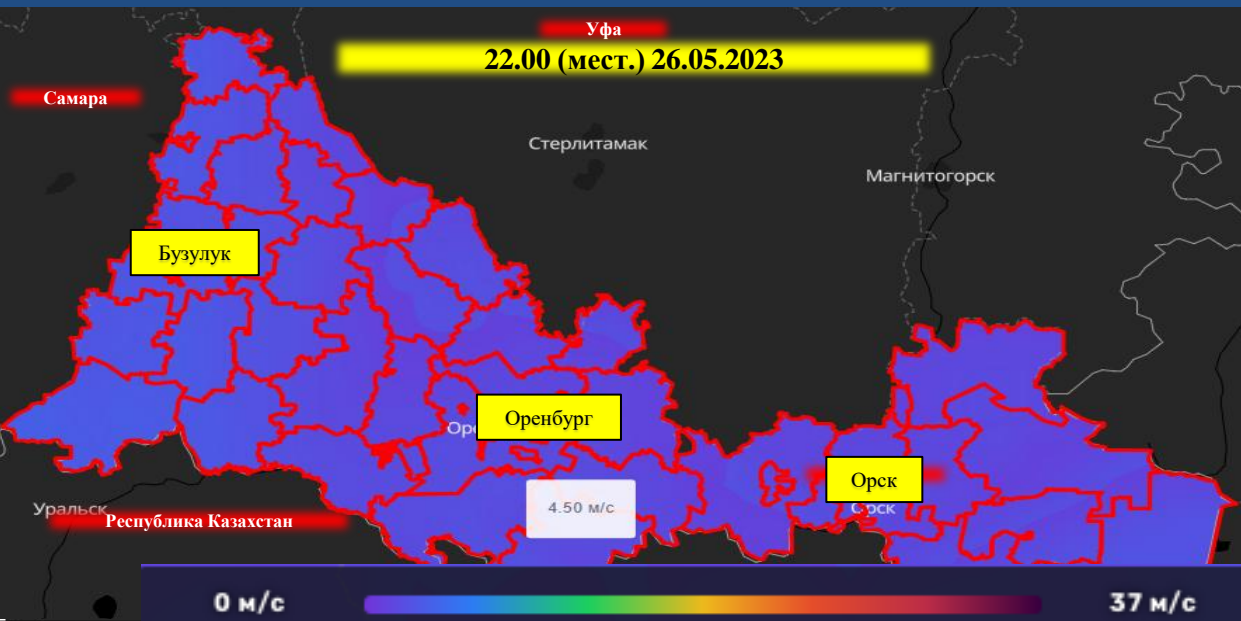 Уфа
22.00 (мест.) 26.05.2023
Самара
Стерлитамак
Магнитогорск
Бузулук
Оренбург
Ор
Орск
4.50 м/с
Уральск
Орск
Республика Казахстан
0 м/с
37 м/с